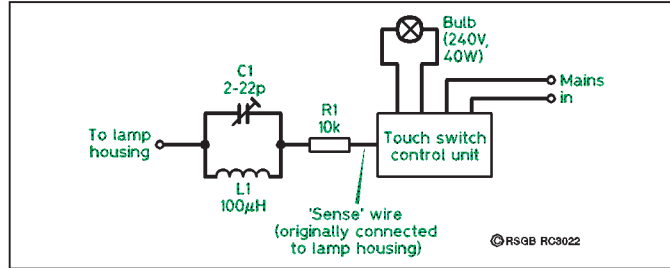 Bulb
(240V,
40W)
C1
2-22p
Mains
in
R1
10k
To lamp
housing
Touch switch
control unit
L1
100µH
'Sense' wire
(originally connected
to lamp housing)
©RSGB RC3022